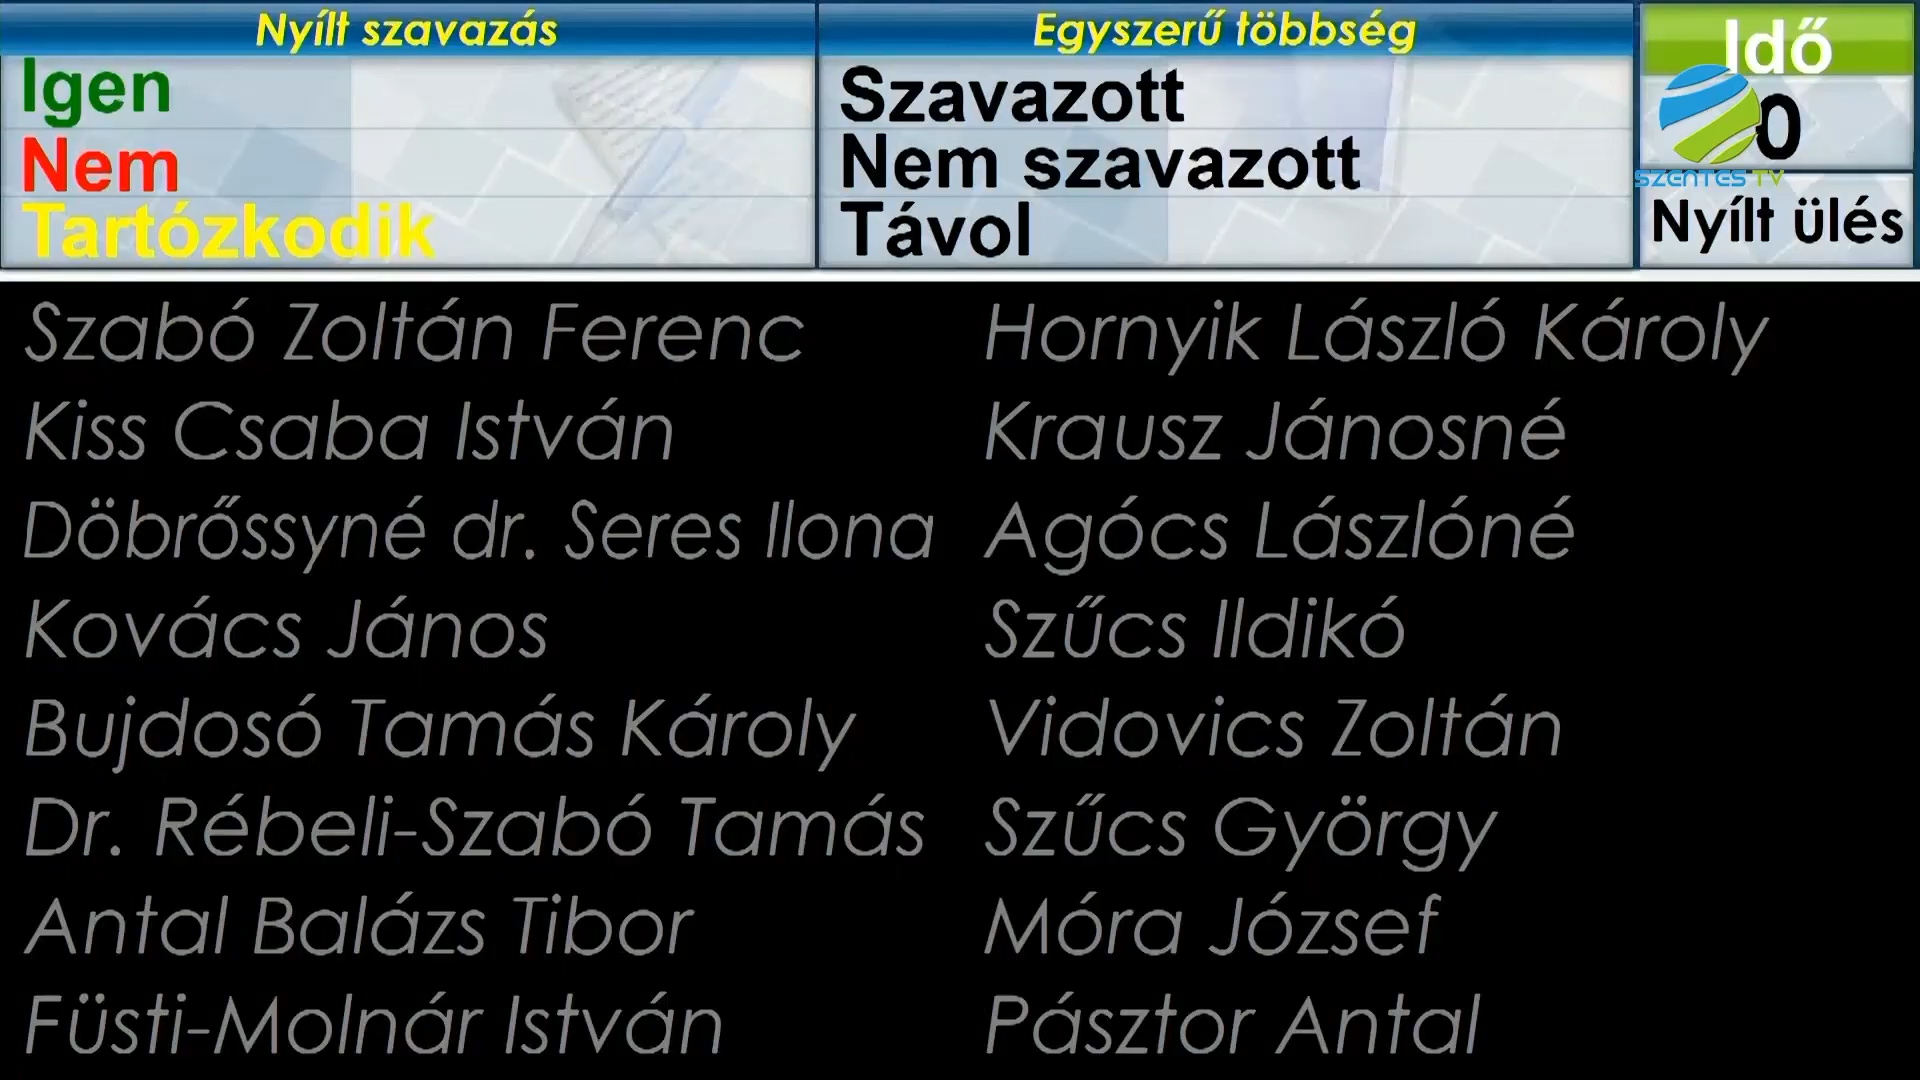 Nyílt szavazás
Igen
Nem
Tartózkodik
Egyszerű többség
Szavazott
Nem szavazott
Távol
Idő
0
SZENTES TV
Nyílt ülés
Szabó Zoltán Ferenc
Kiss Csaba István
Döbrőssyné dr. Seres Ilona
Kovács János
Bujdosó Tamás Károly
Dr. Rébeli-Szabó Tamás
Antal Balázs Tibor
Füsti-Molnár István
Hornyik László Károly
Krausz Jánosné
Agócs Lászlóné
Szűcs Ildikó
Vidovics Zoltán
Szűcs György
Móra József
Pásztor Antal